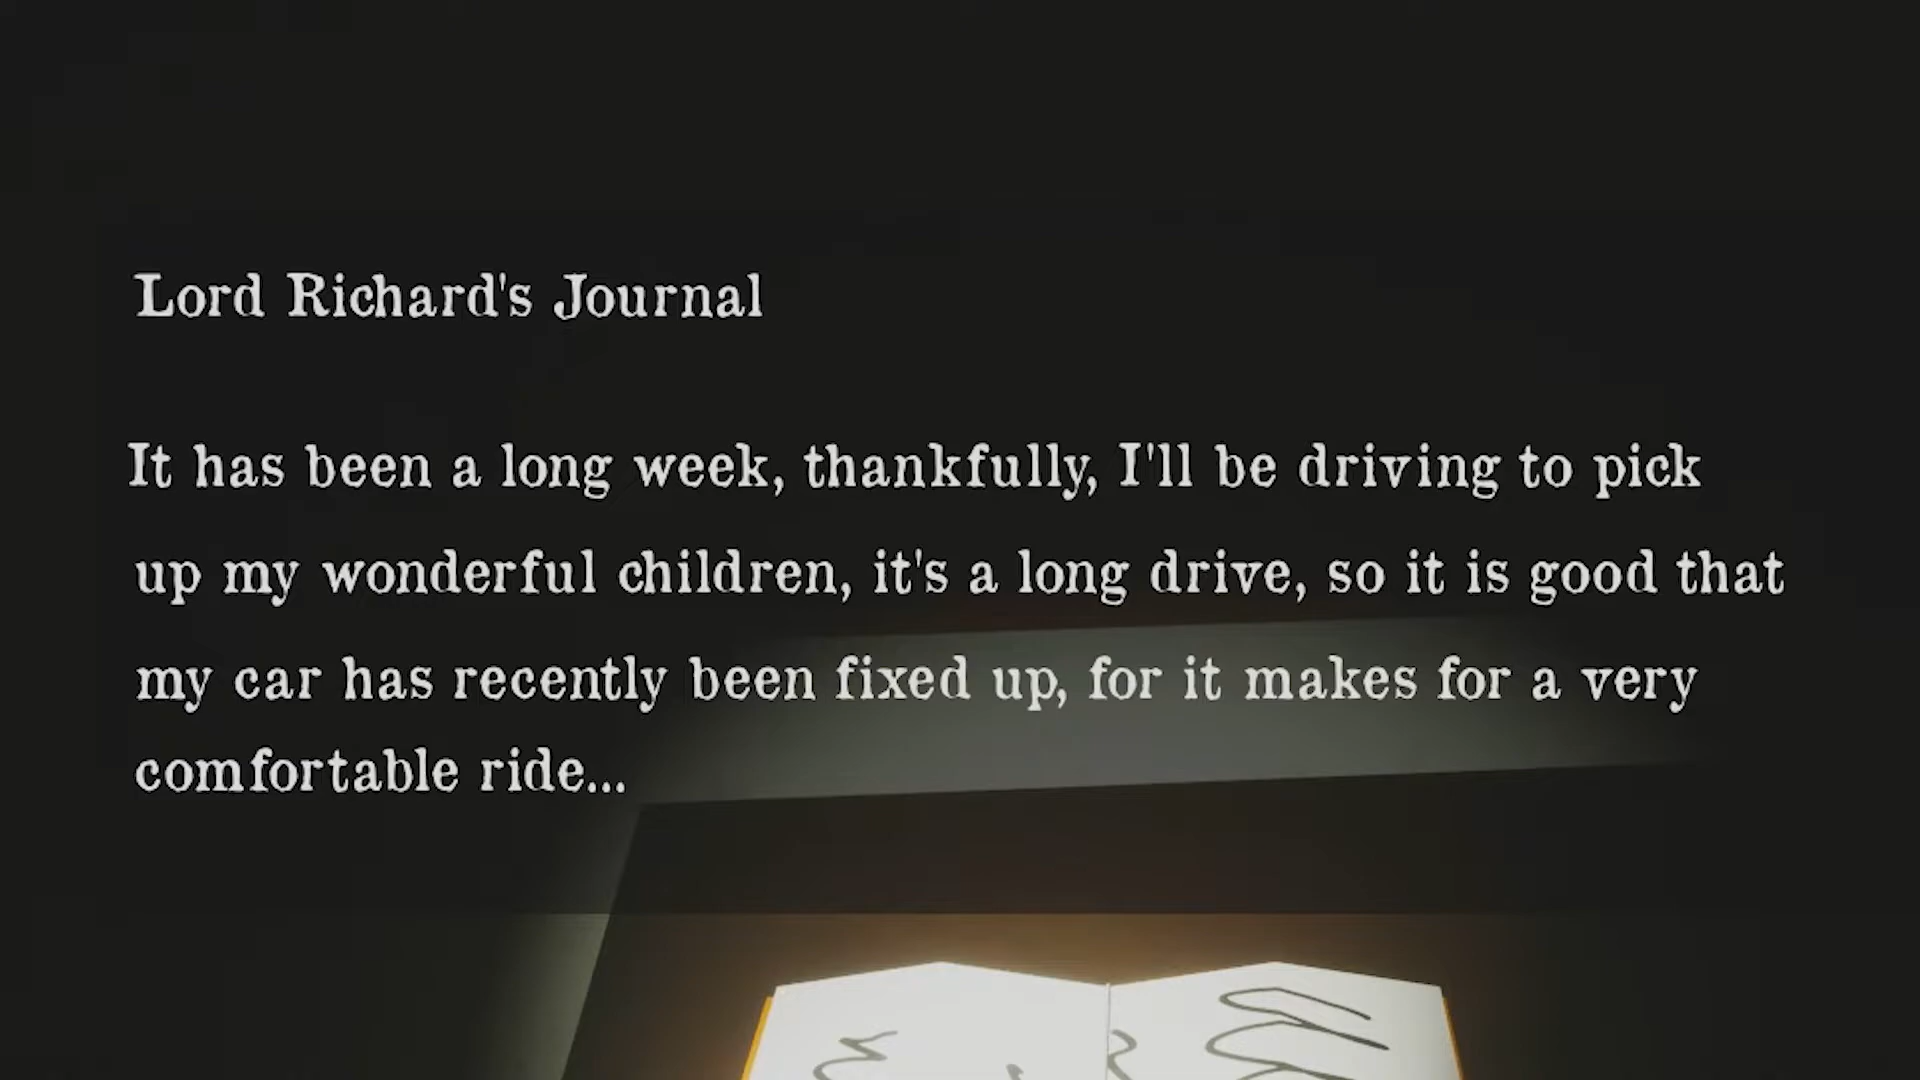 Lord Richard's Journal
It has been a long week, thankfully, I'll be driving to pick
up my wonderful children, it's a long drive, so it is good that
my car has recently been fixed up, for it makes for a very
comfortable ride...